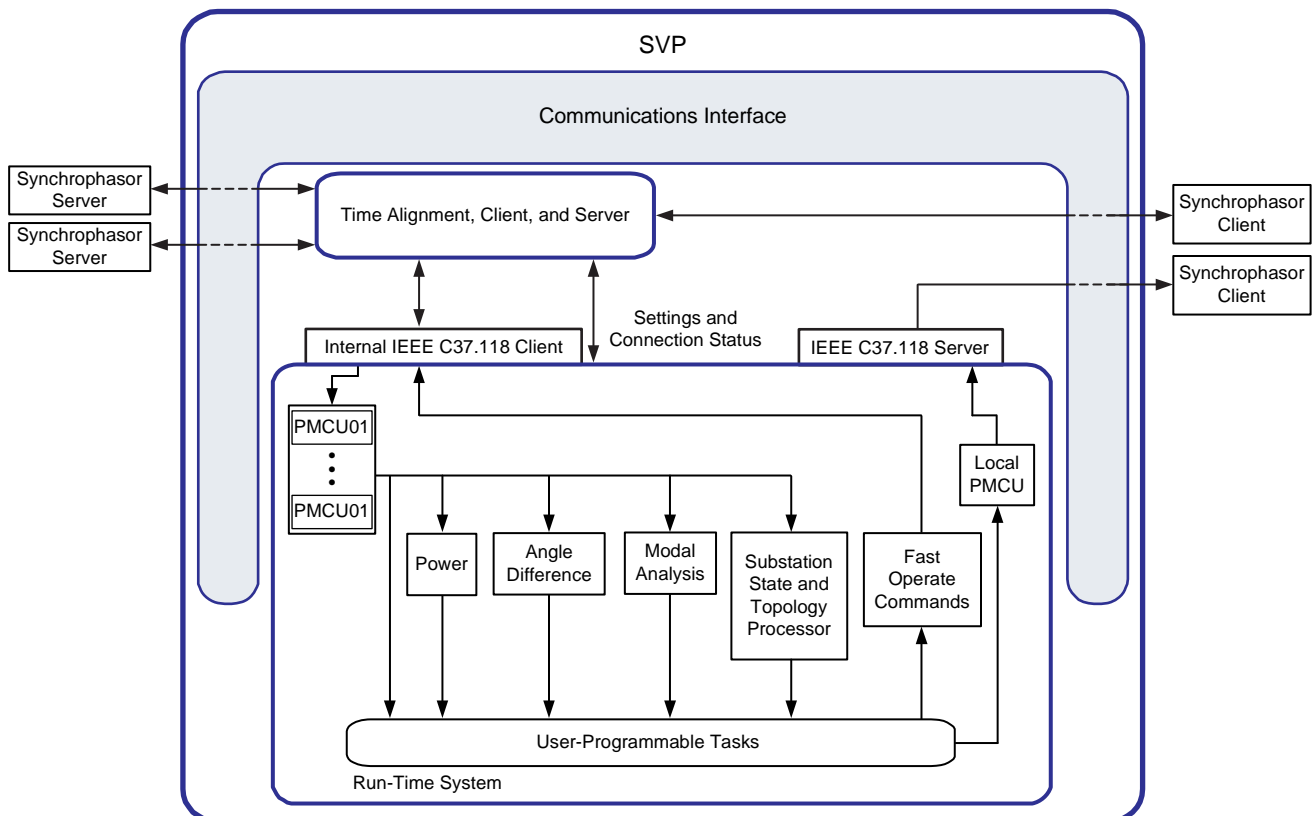 SVP
Communications Interface
Synchrophasor
Server
Synchrophasor
Server
Time Alignment, Client, and Server
Synchrophasor
Client
Synchrophasor
Client
Settings and
Connection Status
Internal IEEE C37.118 Client
IEEE C37.118 Server
PMCU01
PMCU01
Local
PMCU
Power
Angle
Difference
Modal
Analysis
Substation
State and
Topology
Processor
Fast
Operate
Commands
User-Programmable Tasks
Run-Time System